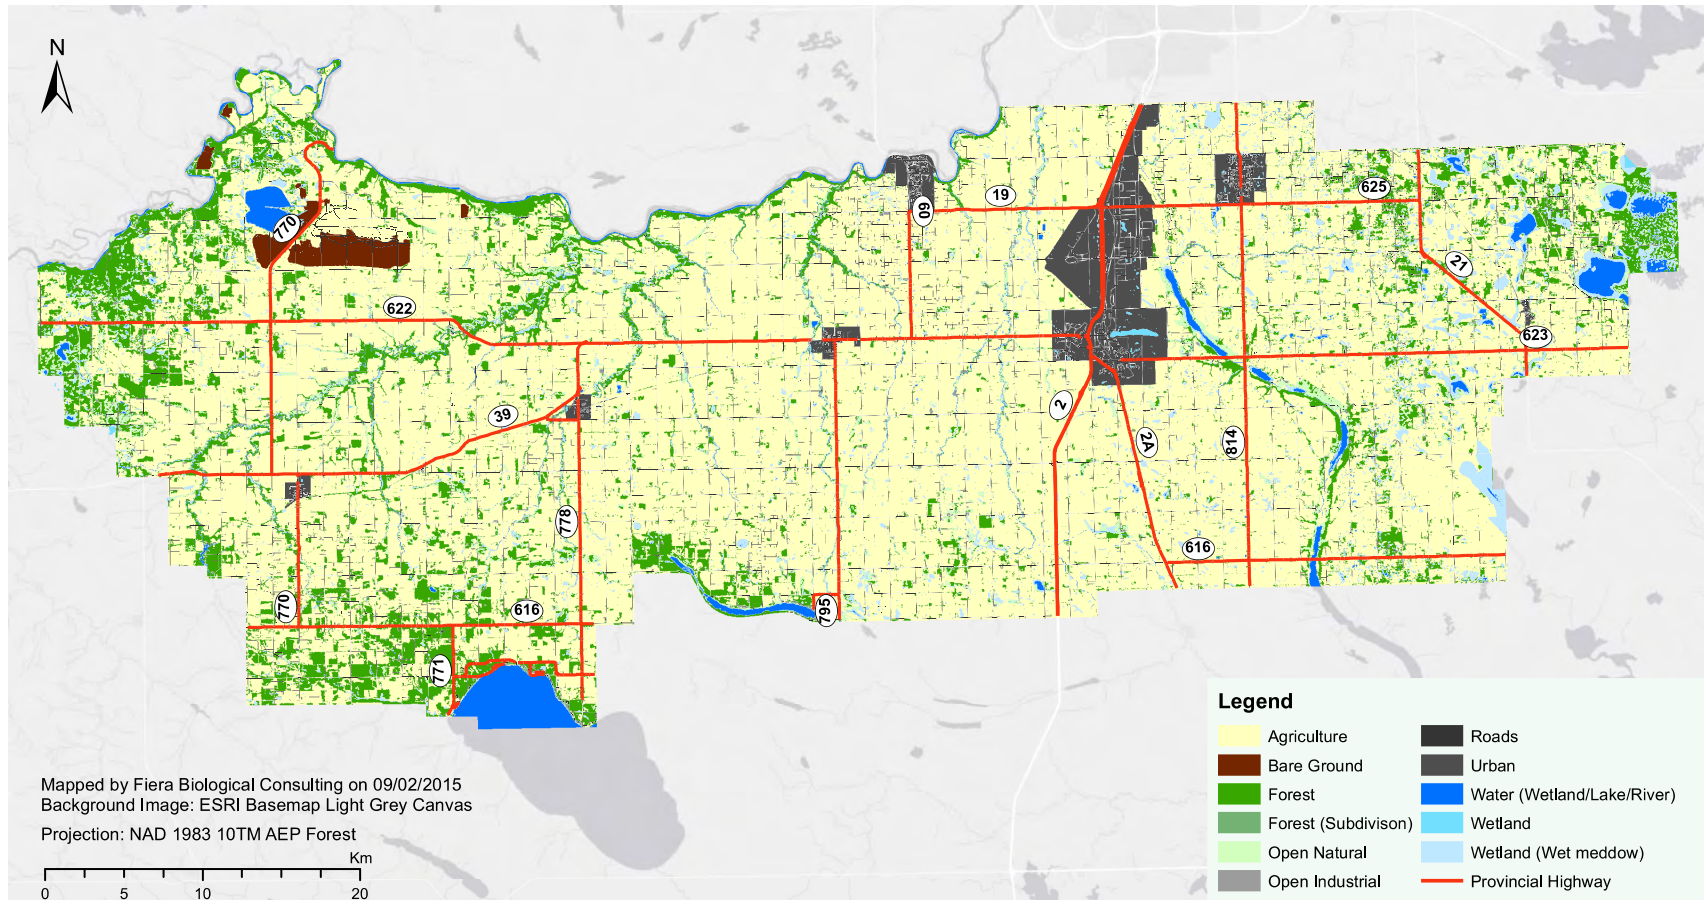 N
19
60
625
770
21
622
623
39
2
2A
814
778
616
770
616
795
771
Legend
Agriculture
Bare Ground
Forest
Forest (Subdivison)
Open Natural
Open Industrial
Roads
Urban
Water (Wetland/Lake/River)
Wetland
Wetland (Wet meddow)
Provincial Highway
Mapped by Fiera Biological Consulting on 09/02/2015
Background Image: ESRI Basemap Light Grey Canvas
Projection: NAD 1983 10TM AEP Forest
Km
0 5 10 20